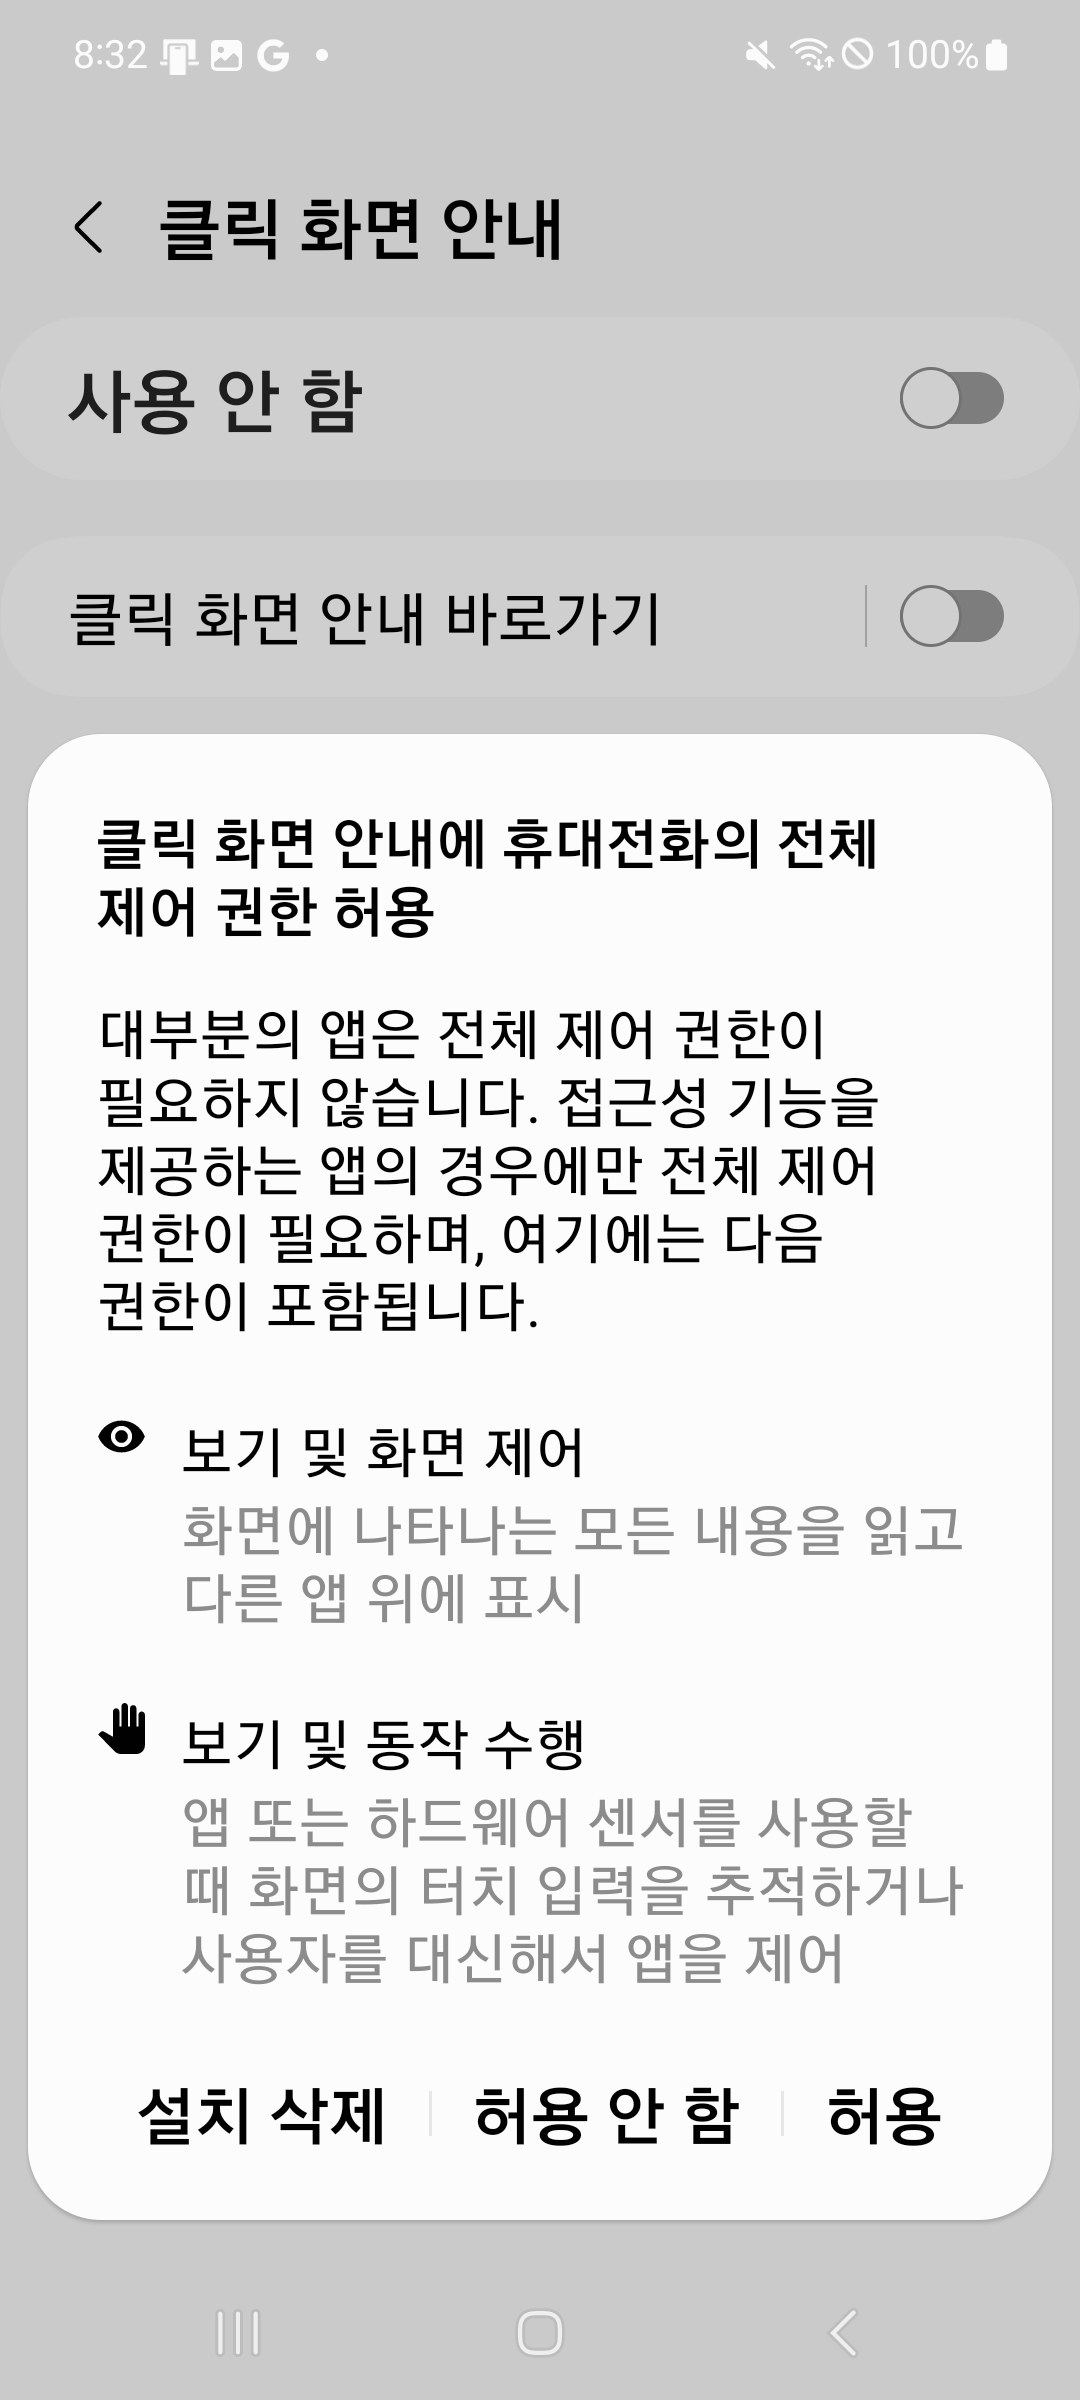 8:32
100%
클릭 화면 안내
사용 안 함
클릭 화면 안내 바로가기
클릭 화면 안내에 휴대전화의 전체
제어 권한 허용
대부분의 앱은 전체 제어 권한이
필요하지 않습니다. 접근성 기능을
제공하는 앱의 경우에만 전체 제어
권한이 필요하며, 여기에는 다음
권한이 포함됩니다.
보기 및 화면 제어
화면에 나타나는 모든 내용을 읽고
다른 앱 위에 표시
보기 및 동작 수행
앱 또는 하드웨어 센서를 사용할
때 화면의 터치 입력을 추적하거나
사용자를 대신해서 앱을 제어
설치 삭제
허용 안 함
허용